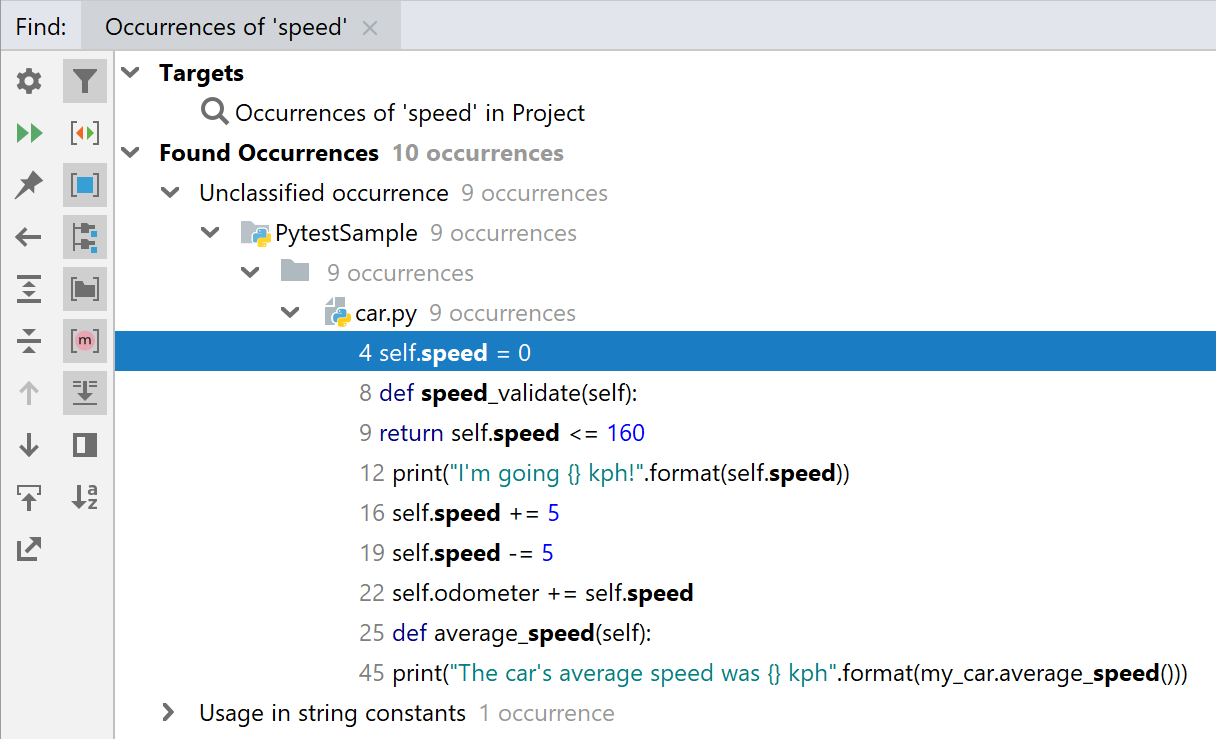 Find: Occurrences of 'speed'
Targets
Occurrences of 'speed' in Project
Found Occurrences 10 occurrences
Unclassified occurrence 9 occurrences
PytestSample 9 occurrences
9 occurrences
car.py 9 occurrences
4 self.speed = 0
8 def speed_validate(self):
9 return self.speed <= 160
12 print("I'm going {} kph!".format(self.speed))
16 self.speed += 5
19 self.speed -= 5
22 self.odometer += self.speed
25 def average_speed(self):
45 print("The car's average speed was {} kph".format(my_car.average_speed()))
Usage in string constants 1 occurrence